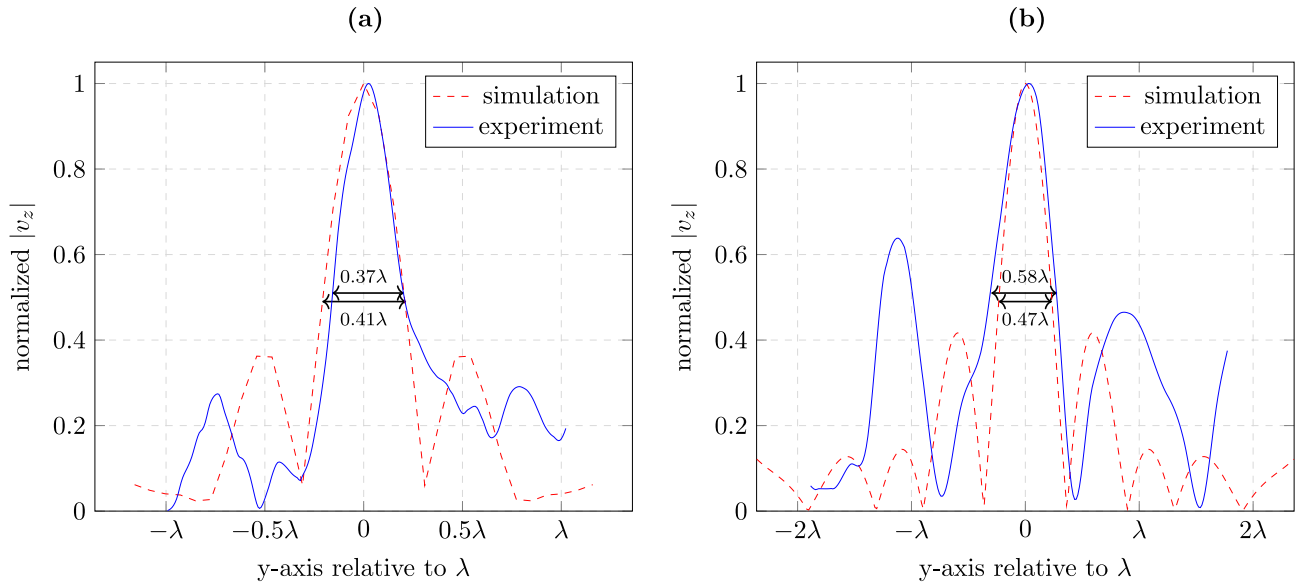 (a)
1
0.8
0.6
0.4
0.2
0
normalized |v_z|
simulation
experiment
0.37λ
0.41λ
−λ
−0.5λ
0
0.5λ
λ
y-axis relative to λ
(b)
1
0.8
0.6
0.4
0.2
0
normalized |v_z|
simulation
experiment
0.58λ
0.47λ
−2λ
−λ
0
λ
2λ
y-axis relative to λ